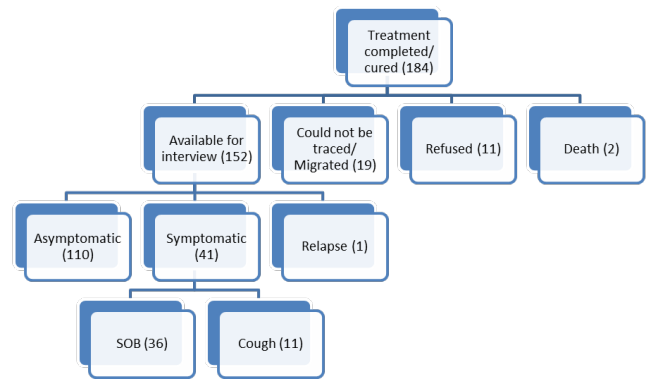 Treatment
completed/
cured (184)
Available for
interview (152)
Could not be
traced/
Migrated (19)
Refused (11)
Death (2)
Asymptomatic
(110)
Symptomatic
(41)
Relapse (1)
SOB (36)
Cough (11)